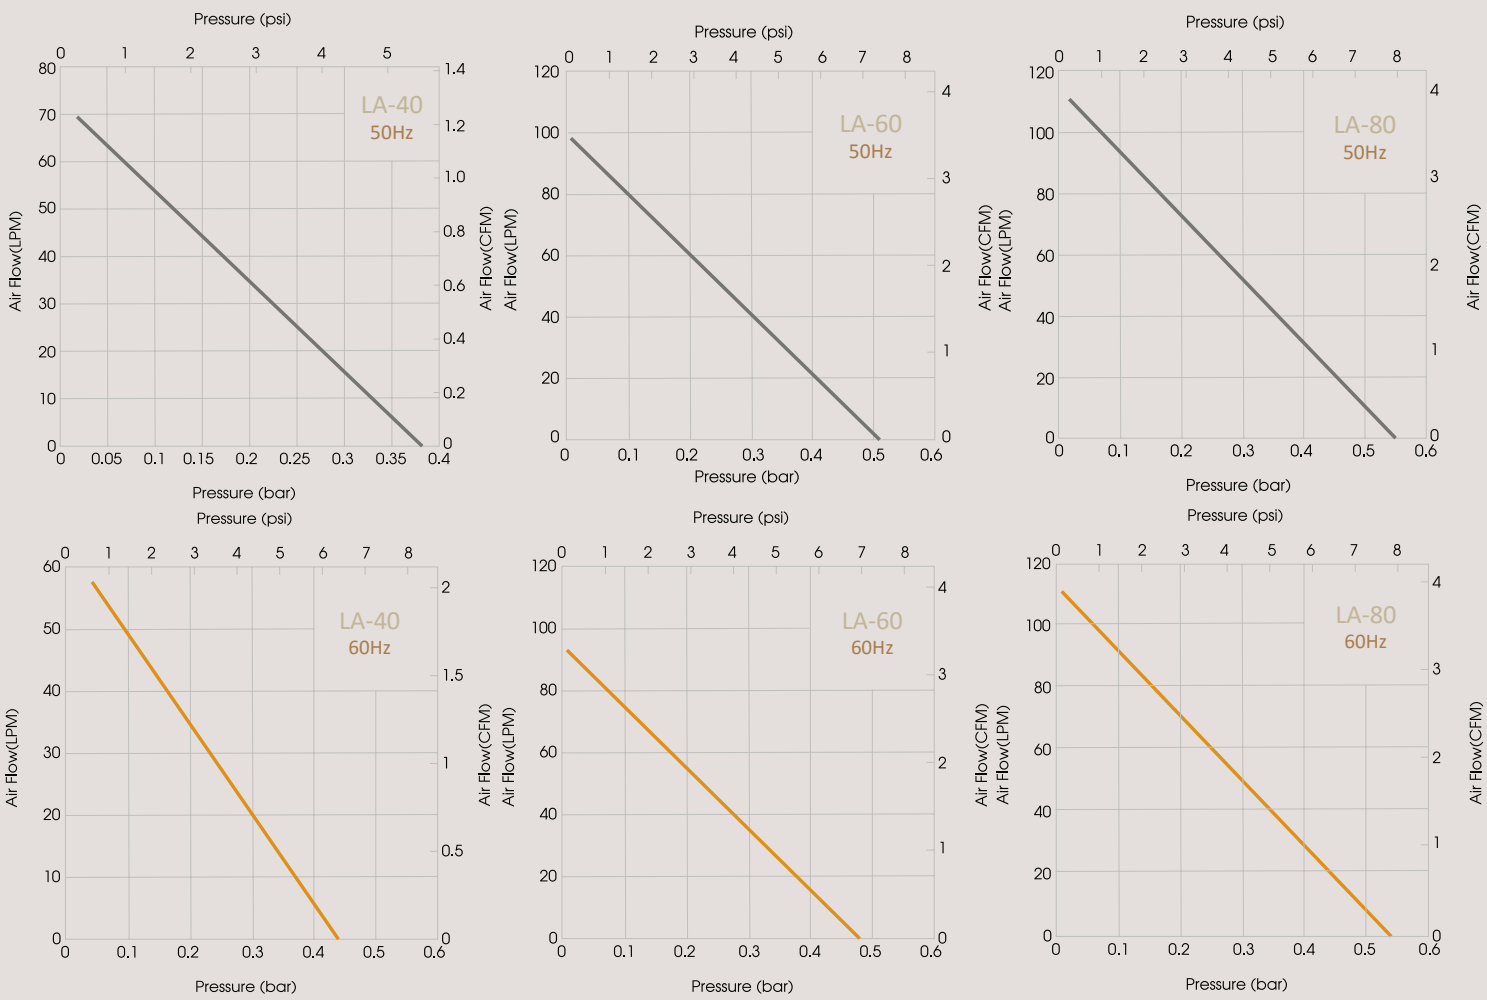 Pressure (psi)
0 1 2 3 4 5
80 1.4
LA-40
70 1.2
50Hz
60 1.0
50 0.8
40
0.6
30
0.4
20
0.2
10
0 0
0 0.05 0.1 0.15 0.2 0.25 0.3 0.35 0.4
Air Flow(LPM)
Air Flow(CFM)
Pressure (bar)
Pressure (psi)
0 1 2 3 4 5 6 7 8
120
4
LA-60
100
50Hz
3
80
60
2
40
1
20
0 0
0 0.1 0.2 0.3 0.4 0.5 0.6
Air Flow(LPM)
Air Flow(CFM)
Pressure (bar)
Pressure (psi)
0 1 2 3 4 5 6 7 8
120
4
LA-80
100
50Hz
3
80
60
2
40
1
20
0 0
0 0.1 0.2 0.3 0.4 0.5 0.6
Air Flow(LPM)
Air Flow(CFM)
Pressure (bar)
Pressure (psi)
0 1 2 3 4 5 6 7 8
60
2
LA-40
50
60Hz
1.5
40
30
1
20
0.5
10
0 0
0 0.1 0.2 0.3 0.4 0.5 0.6
Air Flow(LPM)
Air Flow(CFM)
Pressure (bar)
Pressure (psi)
0 1 2 3 4 5 6 7 8
120
4
LA-60
100
60Hz
3
80
60
2
40
1
20
0 0
0 0.1 0.2 0.3 0.4 0.5 0.6
Air Flow(LPM)
Air Flow(CFM)
Pressure (bar)
Pressure (psi)
0 1 2 3 4 5 6 7 8
120
4
LA-80
100
60Hz
3
80
60
2
40
1
20
0 0
0 0.1 0.2 0.3 0.4 0.5 0.6
Air Flow(LPM)
Air Flow(CFM)
Pressure (bar)